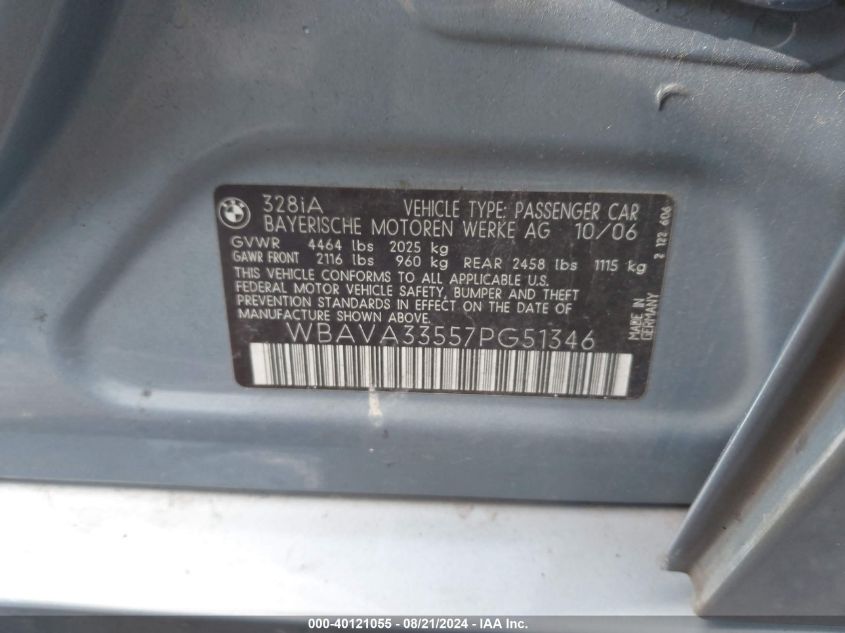 328iA VEHICLE TYPE: PASSENGER CAR
BAYERISCHE MOTOREN WERKE AG 10/06
GVWR 4464 lbs 2025 kg
GAWR FRONT 2116 lbs 960 kg REAR 2458 lbs 1115 kg
THIS VEHICLE CONFORMS TO ALL APPLICABLE U.S.
FEDERAL MOTOR VEHICLE SAFETY, BUMPER AND THEFT
PREVENTION STANDARDS IN EFFECT ON THE DATE OF
MANUFACTURE SHOWN ABOVE.
WBAVA33557PG51346
MADE IN
GERMANY
2 122 606
000-40121055 - 08/21/2024 - IAA Inc.